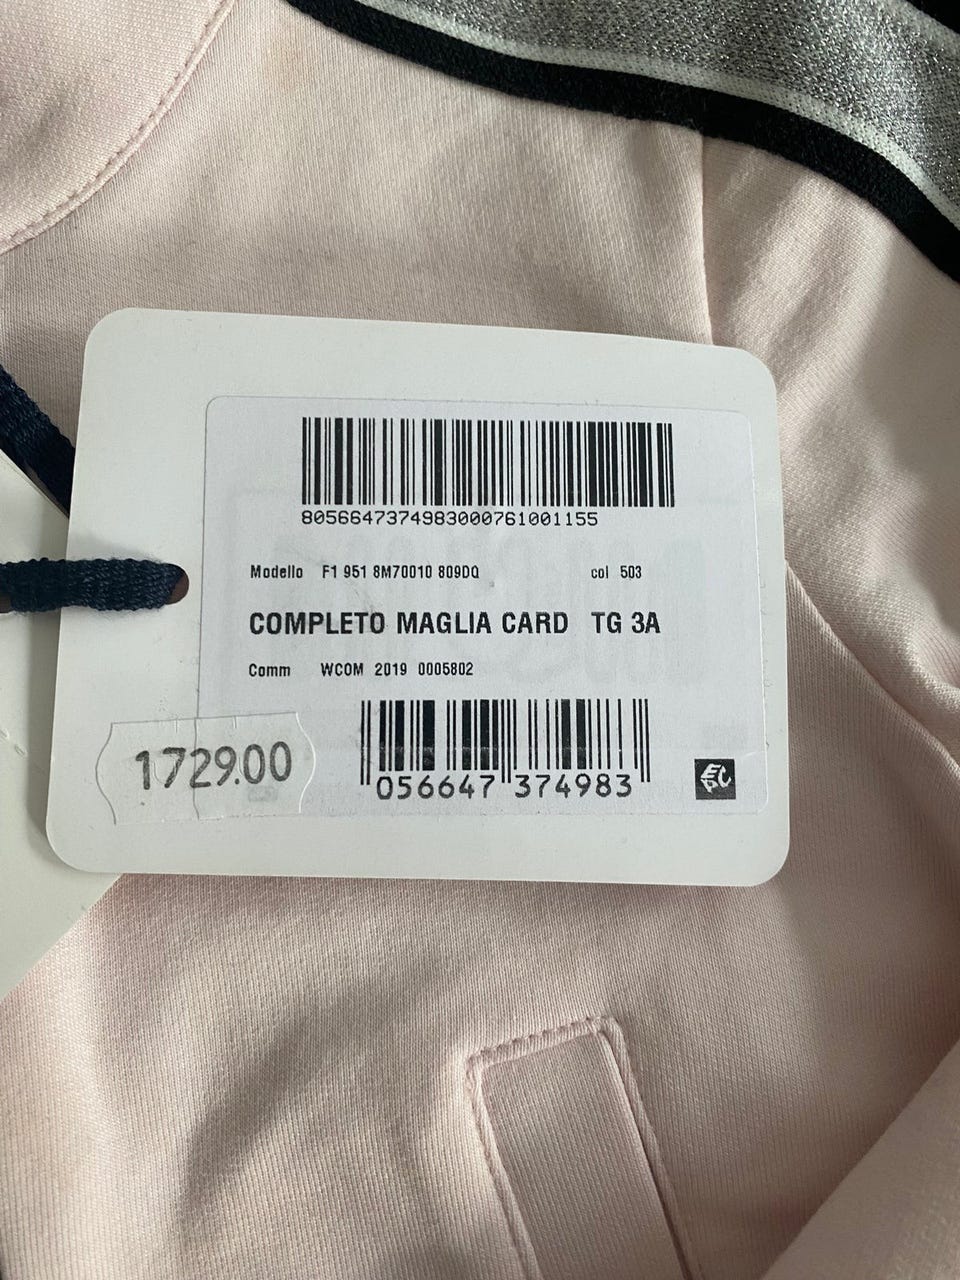 8056647374983000761001155
Modello F1 951 8M70010 809DQ col 503
COMPLETO MAGLIA CARD TG 3A
Comm WCOM 2019 0005802
1729.00
056647 374983